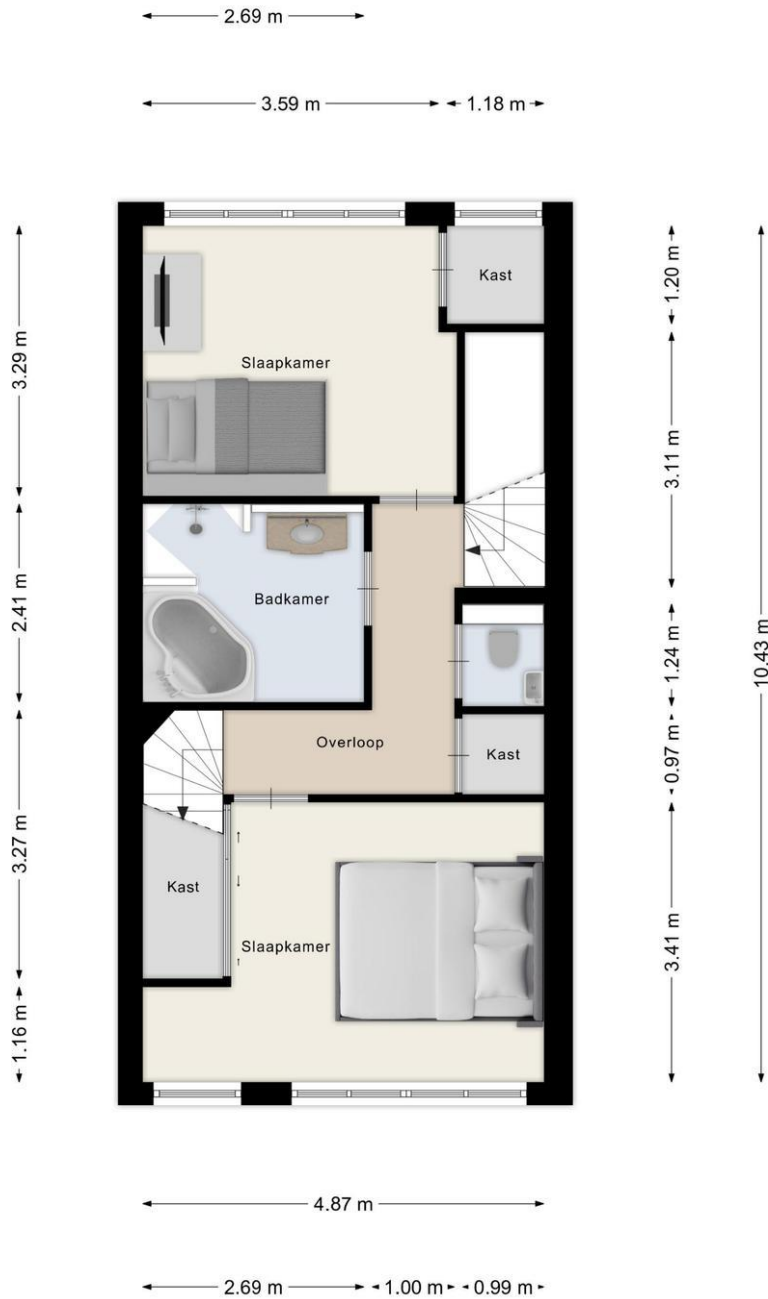 2.69 m
3.59 m
1.18 m
Kast
1.20 m
3.29 m
Slaapkamer
3.11 m
2.41 m
Badkamer
1.24 m
10.43 m
Overloop
Kast
0.97 m
3.27 m
Kast
Slaapkamer
3.41 m
1.16 m
4.87 m
2.69 m
1.00 m
0.99 m